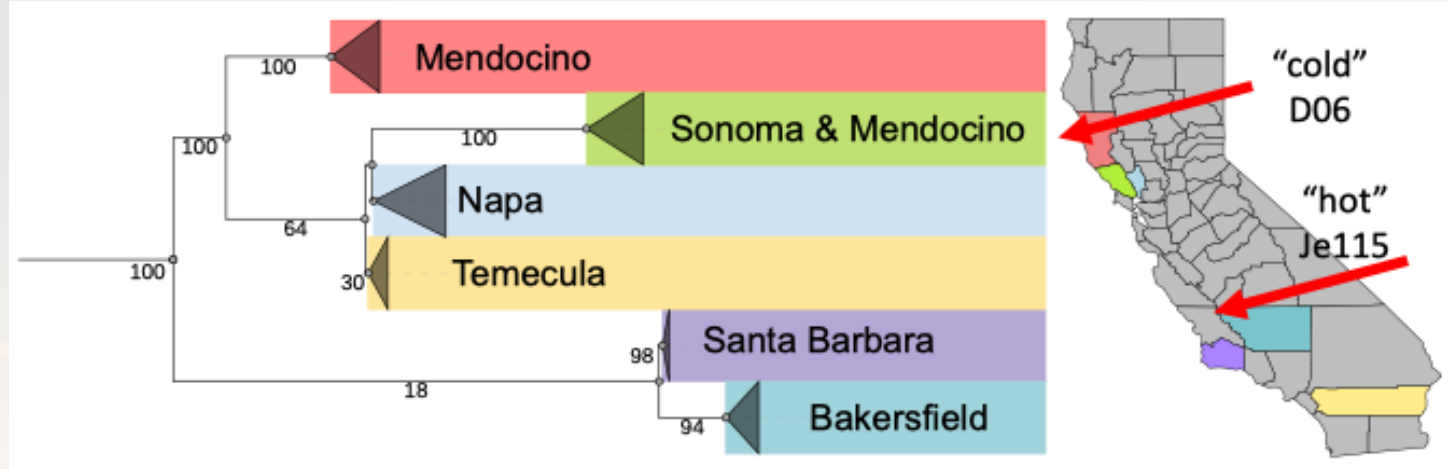 100
Mendocino
100
Sonoma & Mendocino
100
64
Napa
30
Temecula
100
98
Santa Barbara
18
94
Bakersfield
“cold”
D06
“hot”
Je115